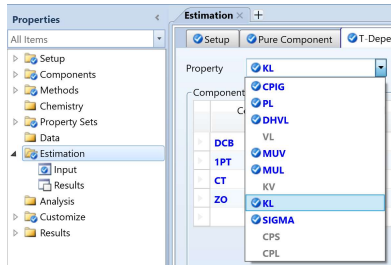 Properties
All Items
Setup
Components
Methods
Chemistry
Property Sets
Data
Estimation
Input
Results
Analysis
Customize
Results
Estimation × +
Setup Pure Component T-Depe
Property KL
CPIG
PL
DHVL
VL
MUV
MUL
KV
KL
SIGMA
CPS
CPL
Component
DCB
1PT
CT
ZO